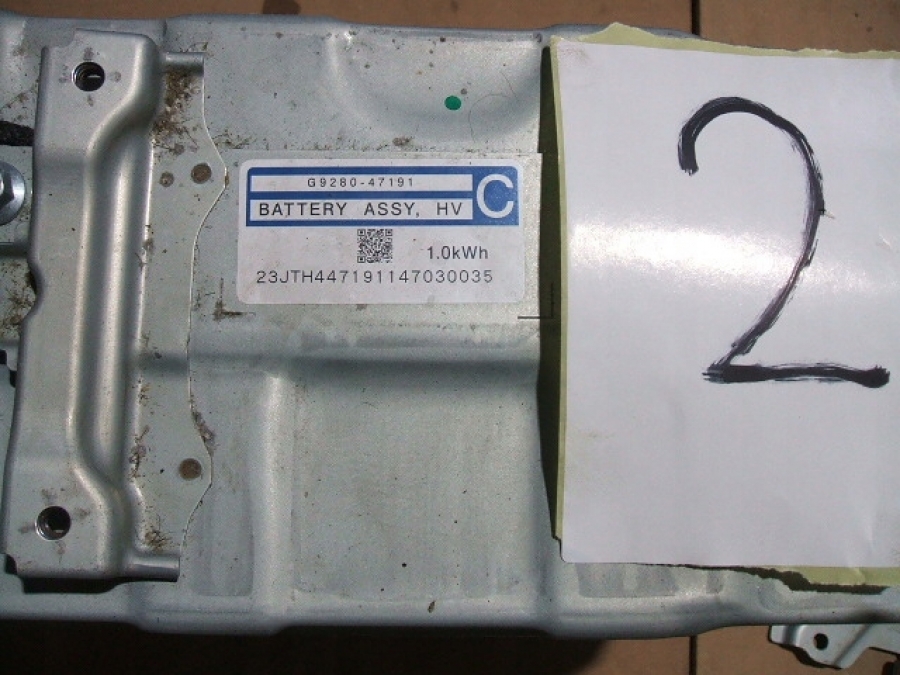 G9280-47191
BATTERY ASSY, HV
C
1.0kWh
23JTH447191147030035
2